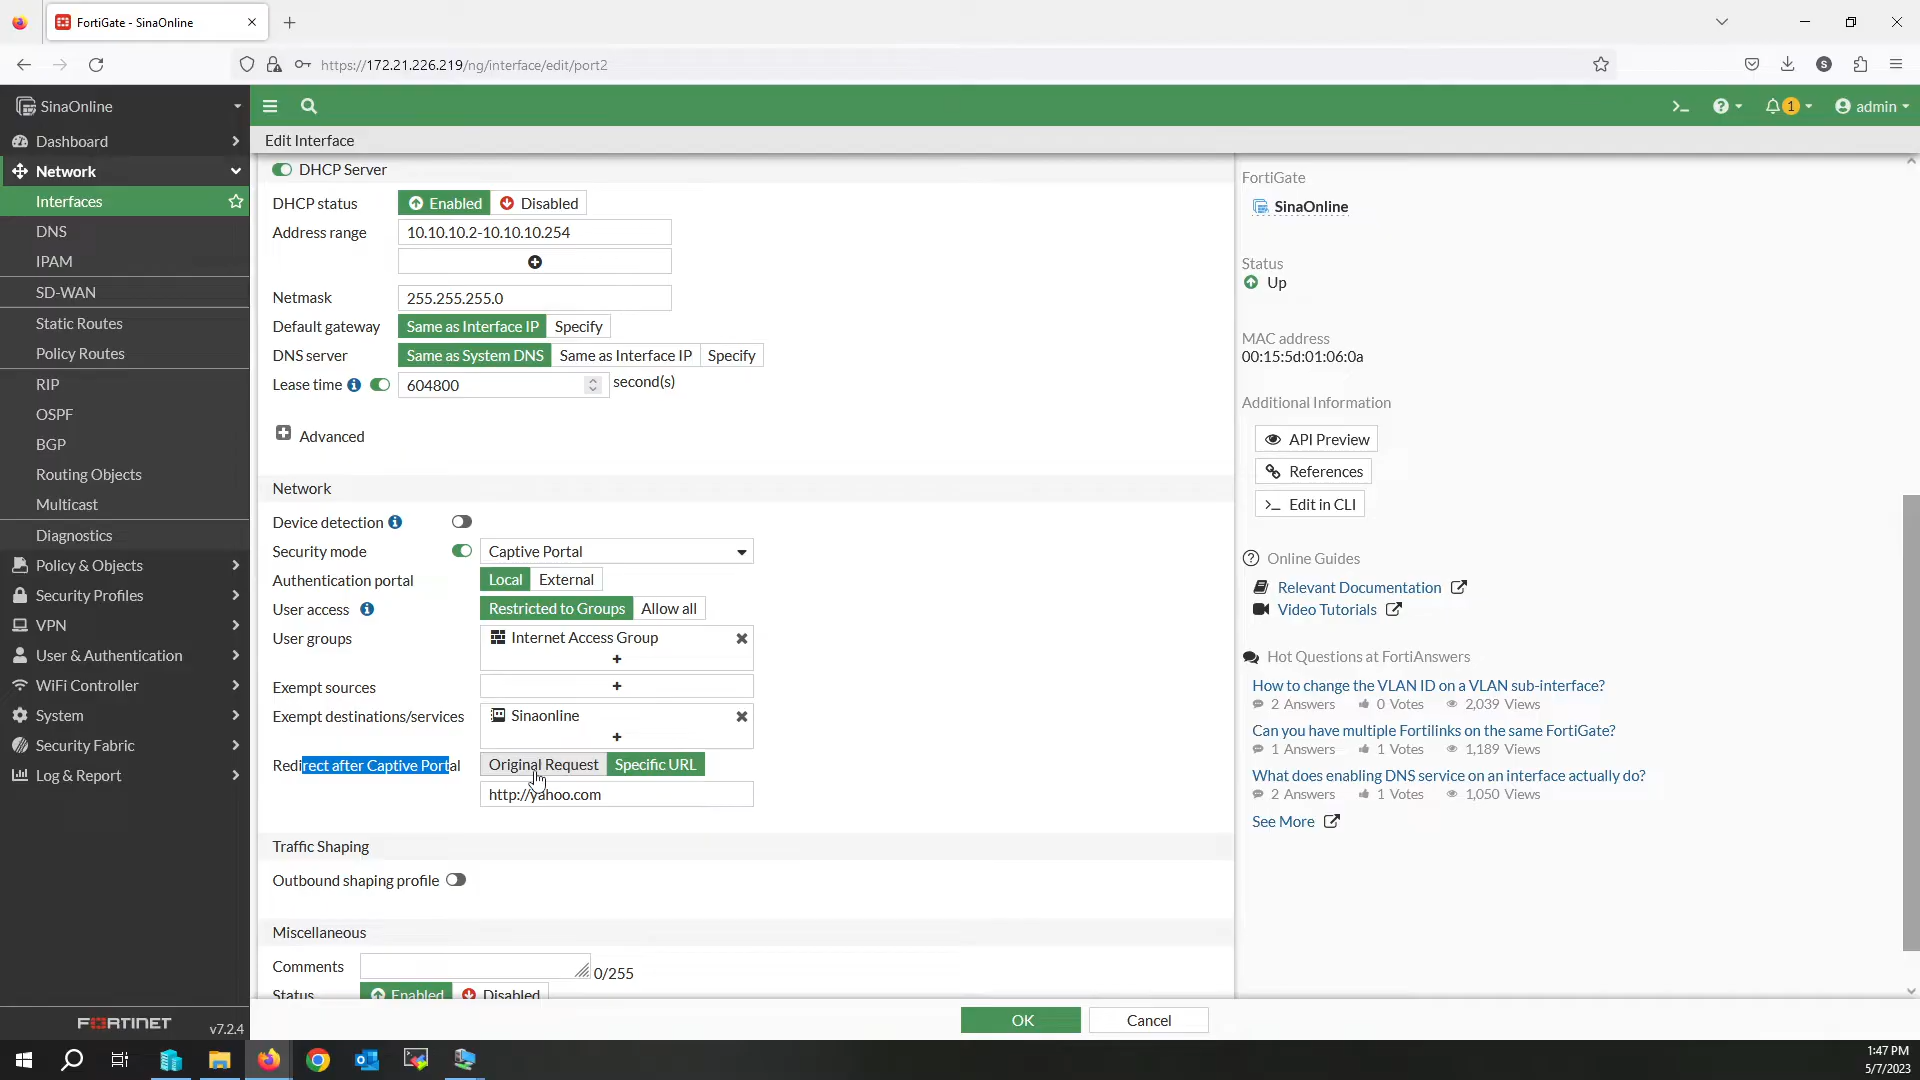 FortiGate - SinaOnline
https://172.21.226.219/ng/interface/edit/port2
S
SinaOnline
1
admin
Dashboard
Network
Interfaces
DNS
IPAM
SD-WAN
Static Routes
Policy Routes
RIP
OSPF
BGP
Routing Objects
Multicast
Diagnostics
Policy & Objects
Security Profiles
VPN
User & Authentication
WiFi Controller
System
Security Fabric
Log & Report
FORTINET
v7.2.4
Edit Interface
DHCP Server
DHCP status Enabled Disabled
Address range 10.10.10.2-10.10.10.254
Netmask 255.255.255.0
Default gateway Same as Interface IP Specify
DNS server Same as System DNS Same as Interface IP Specify
Lease time 604800 second(s)
Advanced
Network
Device detection
Security mode Captive Portal
Authentication portal Local External
User access Restricted to Groups Allow all
User groups Internet Access Group
Exempt sources
Exempt destinations/services Sinaonline
Redirect after Captive Portal Original Request Specific URL
http://yahoo.com
Traffic Shaping
Outbound shaping profile
Miscellaneous
Comments 0/255
Status Enabled Disabled
OK Cancel
FortiGate
SinaOnline
Status
Up
MAC address
00:15:5d:01:06:0a
Additional Information
API Preview
References
Edit in CLI
Online Guides
Relevant Documentation
Video Tutorials
Hot Questions at FortiAnswers
How to change the VLAN ID on a VLAN sub-interface?
2 Answers 0 Votes 2,039 Views
Can you have multiple Fortilinks on the same FortiGate?
1 Answers 1 Votes 1,189 Views
What does enabling DNS service on an interface actually do?
2 Answers 1 Votes 1,050 Views
See More
1:47 PM
5/7/2023